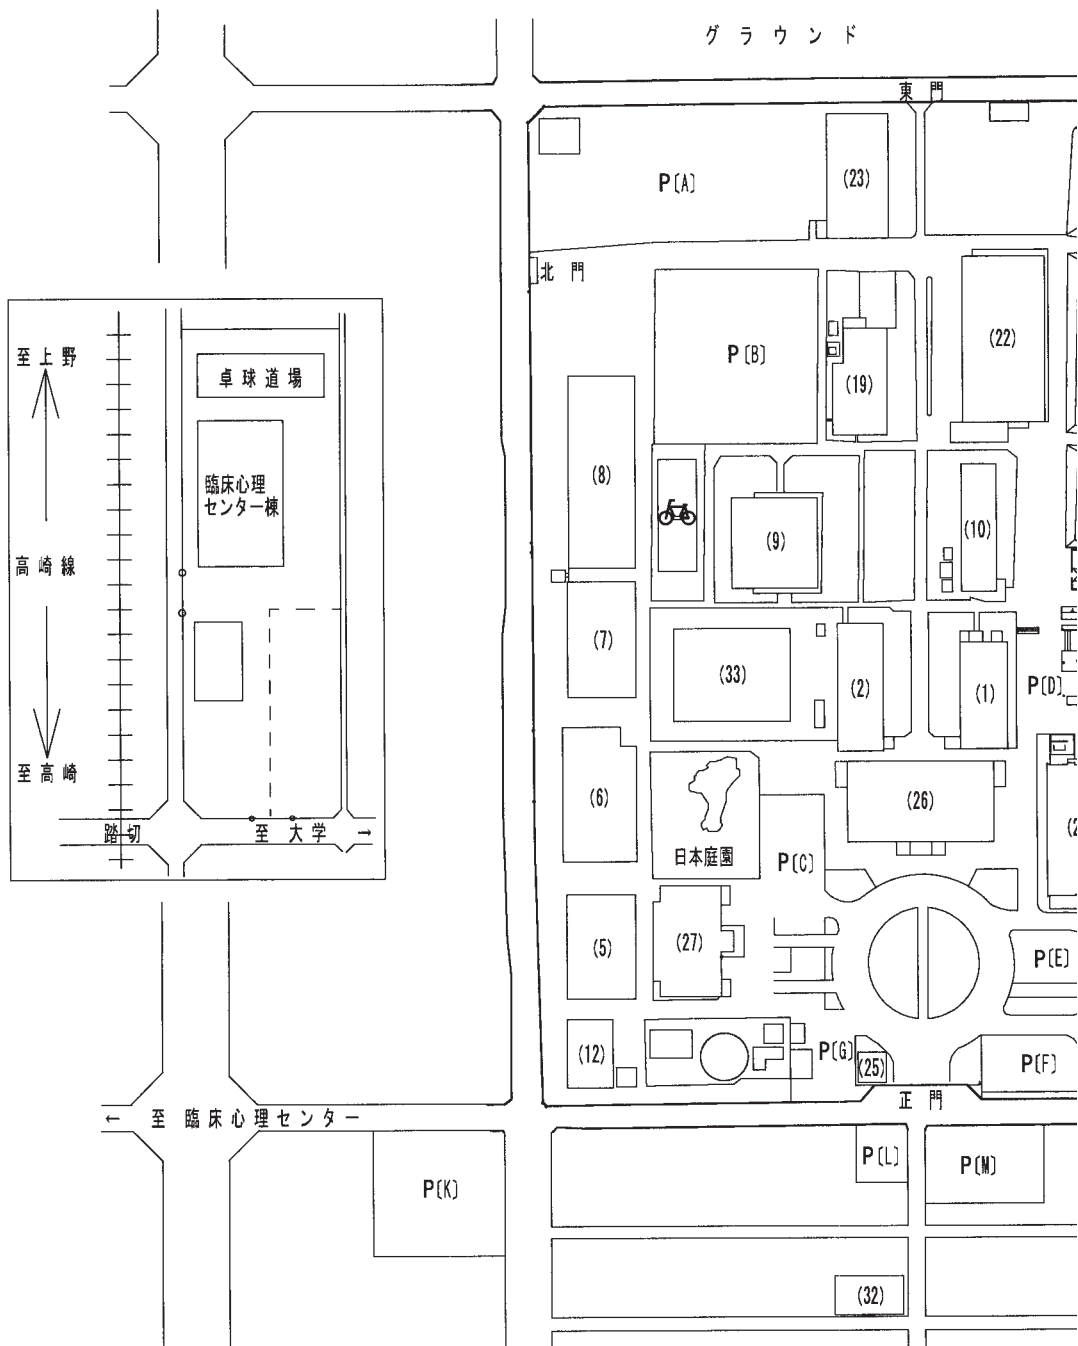 グラウンド
東門
P〔A〕
(23)
北門
P〔B〕
(19)
(22)
至上野
卓球道場
臨床心理
センター棟
高崎線
至高崎
踏切
至 大学 →
(8)
(9)
(10)
(7)
(33)
(2)
(1)
P〔D〕
(6)
日本庭園
P〔C〕
(26)
(2
(5)
(27)
P〔E〕
(12)
P〔G〕
(25)
P〔F〕
正門
← 至 臨床心理センター
P〔K〕
P〔L〕
P〔M〕
(32)